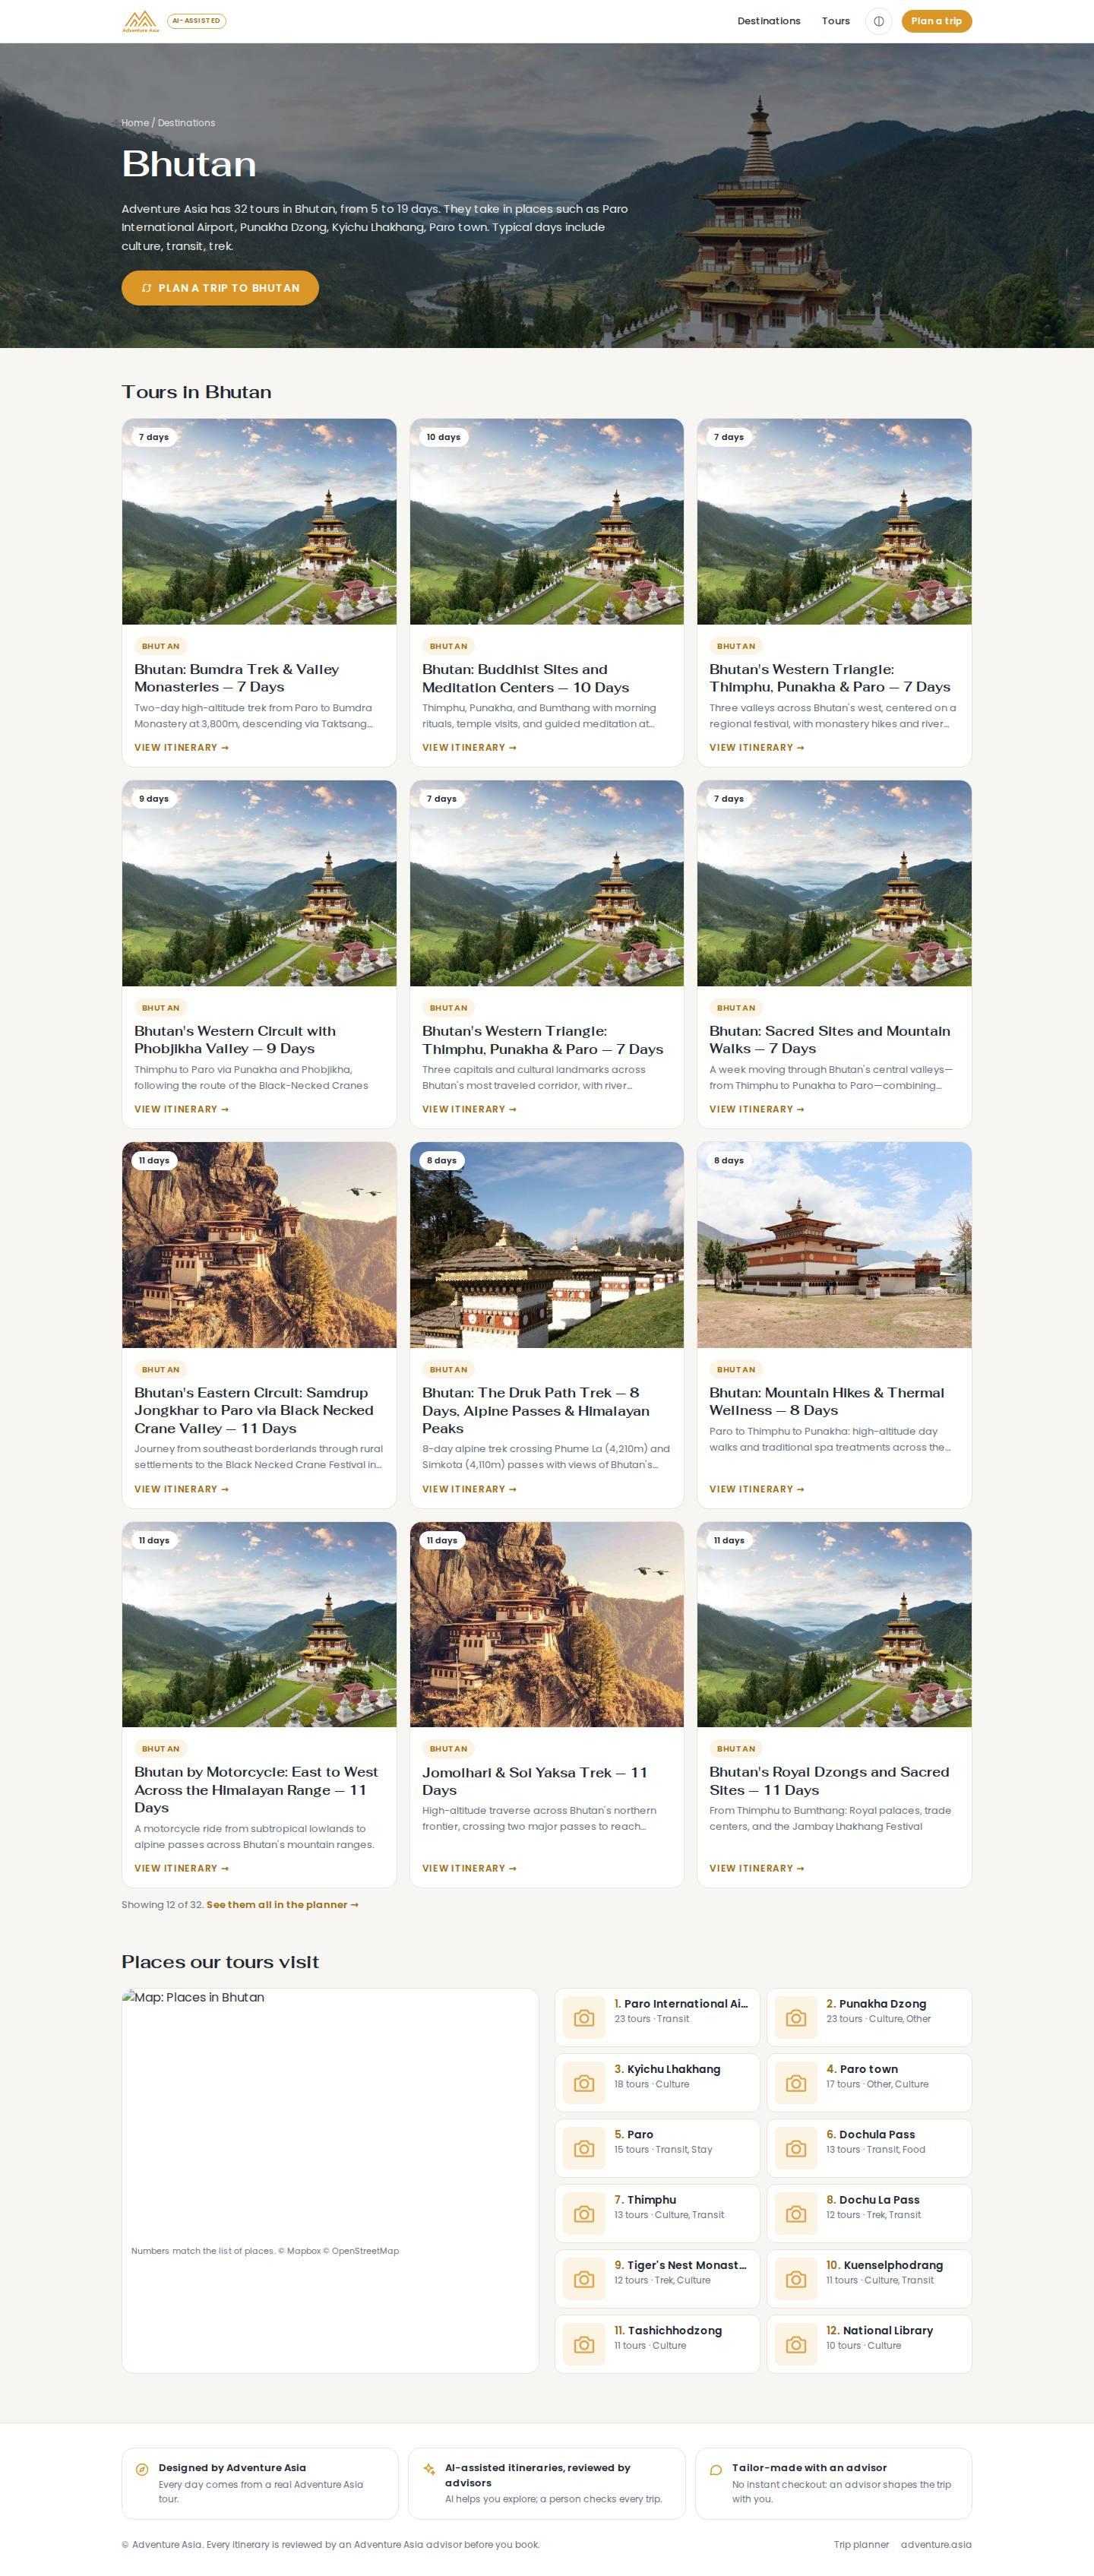 Adventure Asia
AI-ASSISTED
Destinations
Tours
Plan a trip
Home / Destinations
Bhutan
Adventure Asia has 32 tours in Bhutan, from 5 to 19 days. They take in places such as Paro
International Airport, Punakha Dzong, Kyichu Lhakhang, Paro town. Typical days include
culture, transit, trek.
PLAN A TRIP TO BHUTAN
Tours in Bhutan
7 days
BHUTAN
Bhutan: Bumdra Trek & Valley
Monasteries — 7 Days
Two-day high-altitude trek from Paro to Bumdra
Monastery at 3,800m, descending via Taktsang…
VIEW ITINERARY →
10 days
BHUTAN
Bhutan: Buddhist Sites and
Meditation Centers — 10 Days
Thimphu, Punakha, and Bumthang with morning
rituals, temple visits, and guided meditation at…
VIEW ITINERARY →
7 days
BHUTAN
Bhutan's Western Triangle:
Thimphu, Punakha & Paro — 7 Days
Three valleys across Bhutan's west, centered on a
regional festival, with monastery hikes and river…
VIEW ITINERARY →
9 days
BHUTAN
Bhutan's Western Circuit with
Phobjikha Valley — 9 Days
Thimphu to Paro via Punakha and Phobjikha,
following the route of the Black-Necked Cranes
VIEW ITINERARY →
7 days
BHUTAN
Bhutan's Western Triangle:
Thimphu, Punakha & Paro — 7 Days
Three capitals and cultural landmarks across
Bhutan's most traveled corridor, with river…
VIEW ITINERARY →
7 days
BHUTAN
Bhutan: Sacred Sites and Mountain
Walks — 7 Days
A week moving through Bhutan's central valleys—
from Thimphu to Punakha to Paro—combining…
VIEW ITINERARY →
11 days
BHUTAN
Bhutan's Eastern Circuit: Samdrup
Jongkhar to Paro via Black Necked
Crane Valley — 11 Days
Journey from southeast borderlands through rural
settlements to the Black Necked Crane Festival in…
VIEW ITINERARY →
8 days
BHUTAN
Bhutan: The Druk Path Trek — 8
Days, Alpine Passes & Himalayan
Peaks
8-day alpine trek crossing Phume La (4,210m) and
Simkota (4,110m) passes with views of Bhutan's…
VIEW ITINERARY →
8 days
BHUTAN
Bhutan: Mountain Hikes & Thermal
Wellness — 8 Days
Paro to Thimphu to Punakha: high-altitude day
walks and traditional spa treatments across the…
VIEW ITINERARY →
11 days
BHUTAN
Bhutan by Motorcycle: East to West
Across the Himalayan Range — 11
Days
A motorcycle ride from subtropical lowlands to
alpine passes across Bhutan's mountain ranges.
VIEW ITINERARY →
11 days
BHUTAN
Jomolhari & Soi Yaksa Trek — 11
Days
High-altitude traverse across Bhutan's northern
frontier, crossing two major passes to reach…
VIEW ITINERARY →
11 days
BHUTAN
Bhutan's Royal Dzongs and Sacred
Sites — 11 Days
From Thimphu to Bumthang: Royal palaces, trade
centers, and the Jambay Lhakhang Festival
VIEW ITINERARY →
Showing 12 of 32. See them all in the planner →
Places our tours visit
Map: Places in Bhutan
Numbers match the list of places. © Mapbox © OpenStreetMap
1. Paro International Ai…
23 tours · Transit
2. Punakha Dzong
23 tours · Culture, Other
3. Kyichu Lhakhang
18 tours · Culture
4. Paro town
17 tours · Other, Culture
5. Paro
15 tours · Transit, Stay
6. Dochula Pass
13 tours · Transit, Food
7. Thimphu
13 tours · Culture, Transit
8. Dochu La Pass
12 tours · Trek, Transit
9. Tiger's Nest Monast…
12 tours · Trek, Culture
10. Kuenselphodrang
11 tours · Culture, Transit
11. Tashichhodzong
11 tours · Culture
12. National Library
10 tours · Culture
Designed by Adventure Asia
Every day comes from a real Adventure Asia
tour.
AI-assisted itineraries, reviewed by
advisors
AI helps you explore; a person checks every trip.
Tailor-made with an advisor
No instant checkout: an advisor shapes the trip
with you.
© Adventure Asia. Every itinerary is reviewed by an Adventure Asia advisor before you book.
Trip planner
adventure.asia